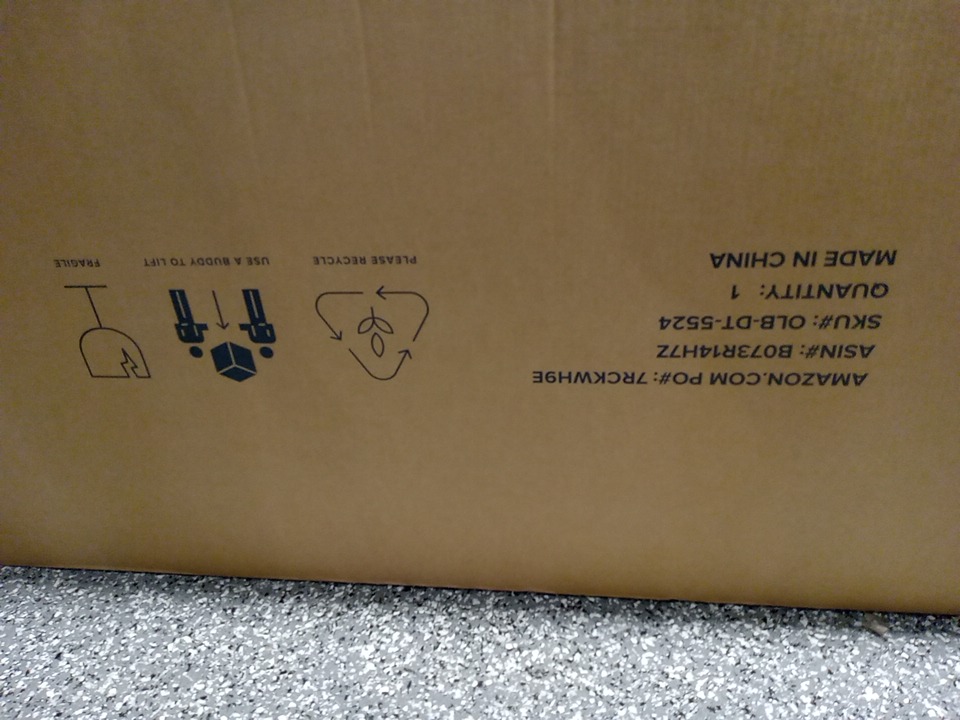 AMAZON.COM PO#: 7RCKWH9E
ASIN#: B073R14H7Z
SKU#: OLB-DT-5524
QUANTITY: 1
MADE IN CHINA
PLEASE RECYCLE
USE A BUDDY TO LIFT
FRAGILE